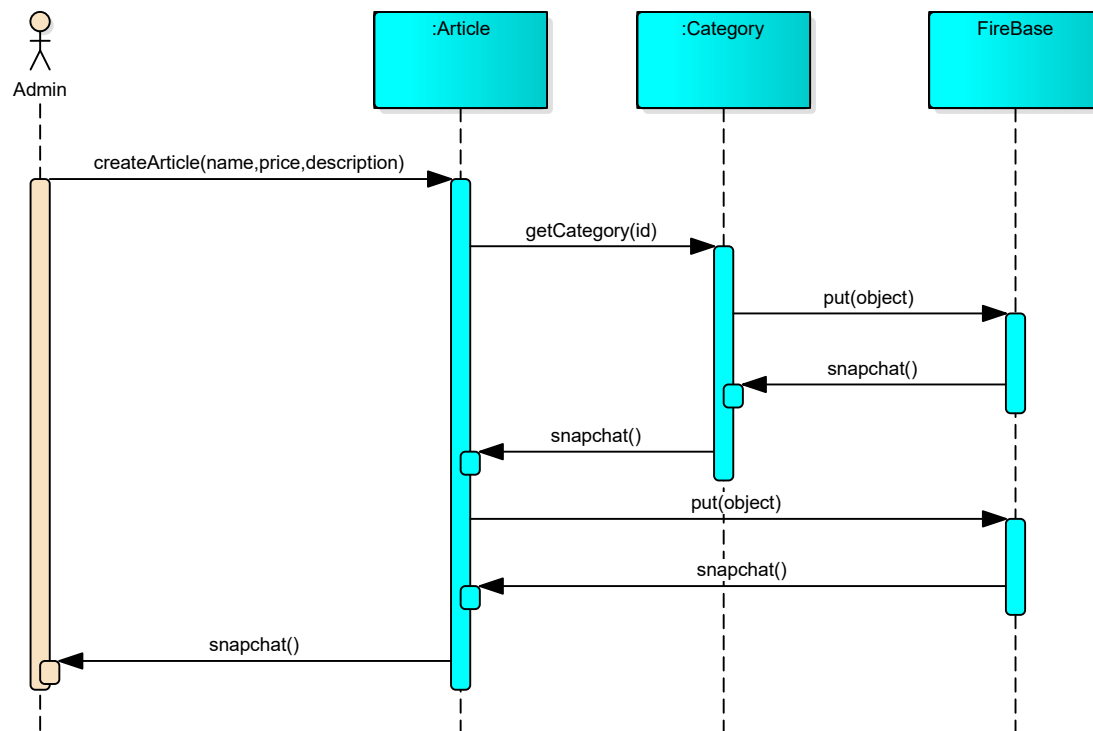 :Article
:Category
FireBase
Admin
createArticle(name,price,description)
getCategory(id)
put(object)
snapchat()
snapchat()
put(object)
snapchat()
snapchat()